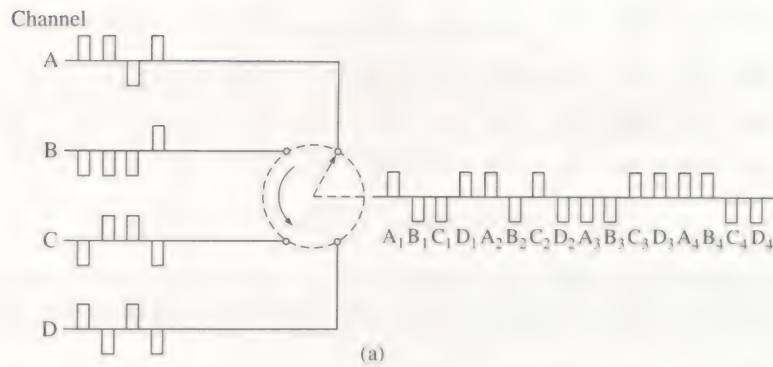 Channel
A
B
C
D
A₁ B₁ C₁ D₁ A₂ B₂ C₂ D₂ A₃ B₃ C₃ D₃ A₄ B₄ C₄ D₄
(a)